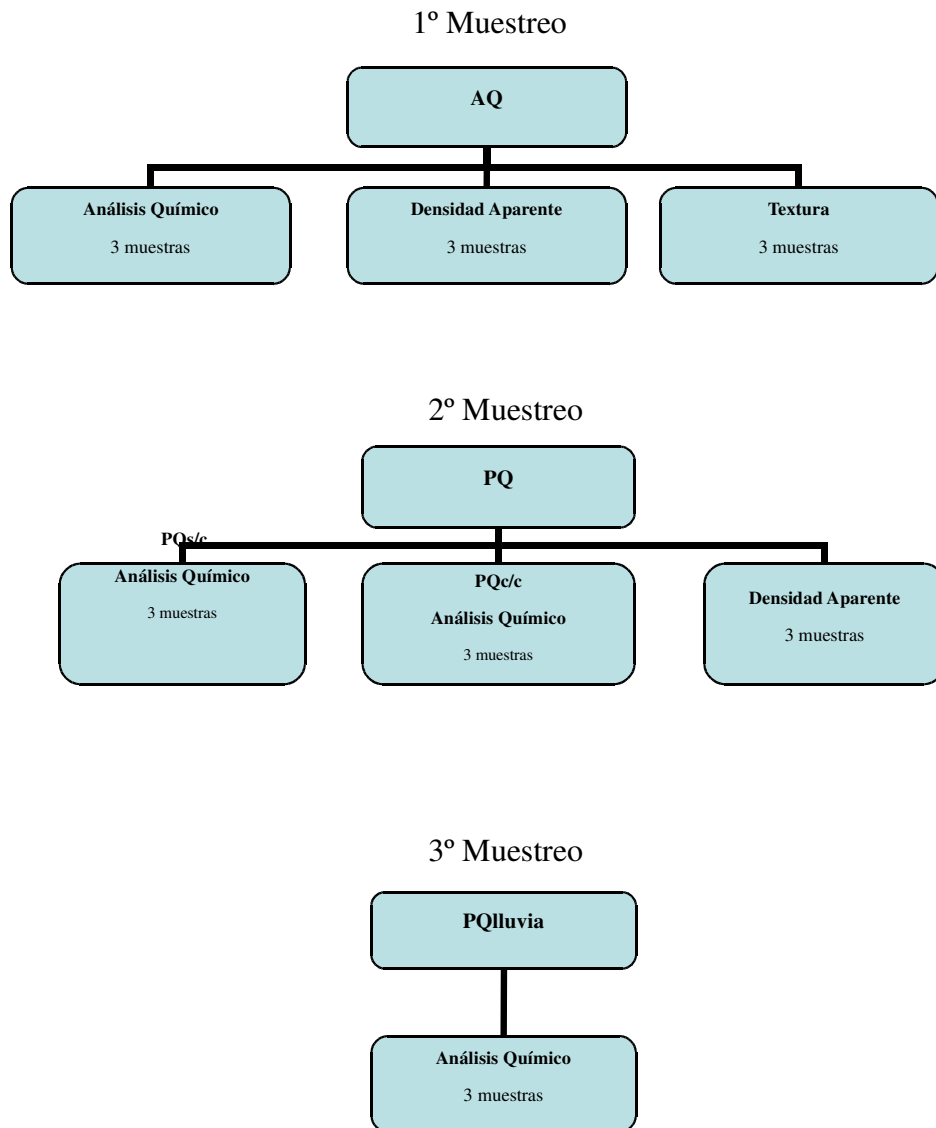 1º Muestreo
AQ
Análisis Químico
3 muestras
Densidad Aparente
3 muestras
Textura
3 muestras
2º Muestreo
PQ
PQs/c
Análisis Químico
3 muestras
PQc/c
Análisis Químico
3 muestras
Densidad Aparente
3 muestras
3º Muestreo
PQlluvia
Análisis Químico
3 muestras